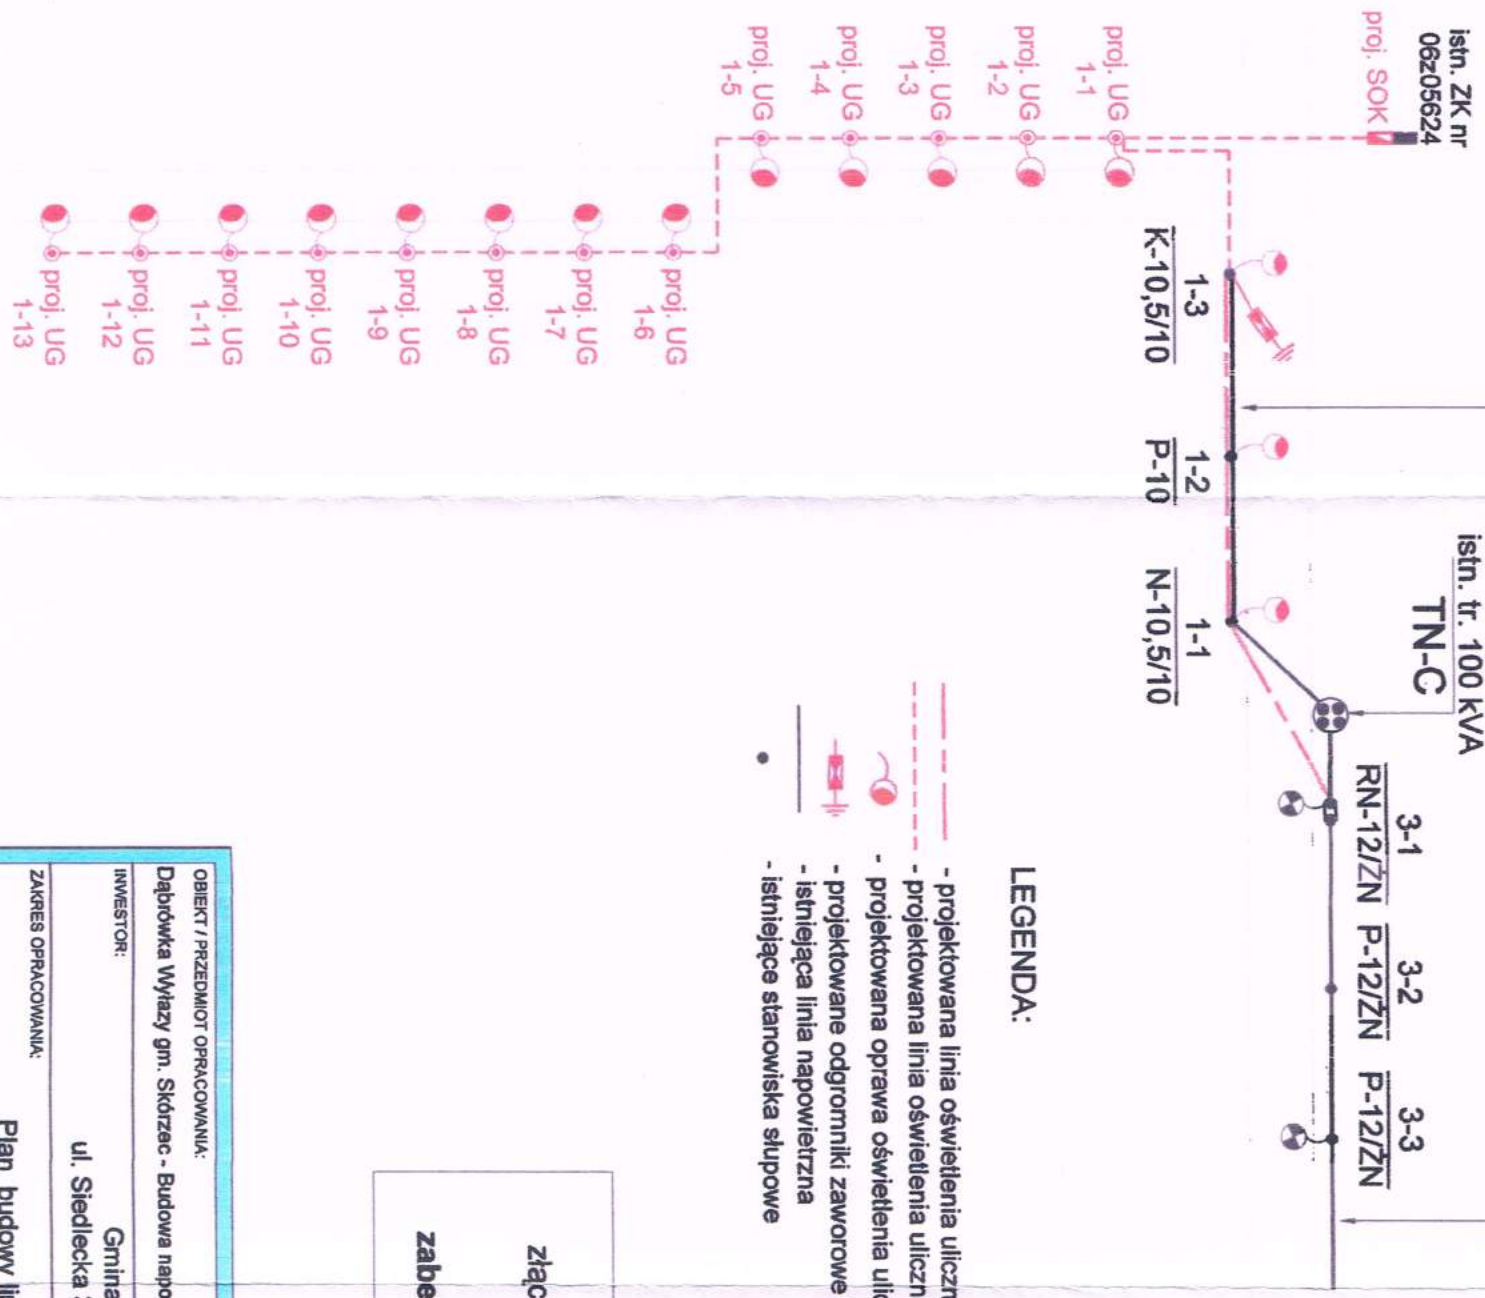 istn. ZK nr
06z05624
proj. SOK
proj. UG
1-1
proj. UG
1-2
proj. UG
1-3
proj. UG
1-4
proj. UG
1-5
proj. UG
1-6
proj. UG
1-7
proj. UG
1-8
proj. UG
1-9
proj. UG
1-10
proj. UG
1-11
proj. UG
1-12
proj. UG
1-13
1-3
K-10,5/10
1-2
P-10
1-1
N-10,5/10
istn. tr. 100 kVA
TN-C
3-1
RN-12/ŻN
3-2
P-12/ŻN
3-3
P-12/ŻN
LEGENDA:
- projektowana linia oświetlenia uliczn
- projektowana linia oświetlenia uliczn
- projektowana oprawa oświetlenia ulic
- projektowane odgromniki zaworowe
- istniejąca linia napowietrzna
- istniejące stanowiska słupowe
złąc
zabe
OBIEKT / PRZEDMIOT OPRACOWANIA:
Dąbrówka Wyłazy gm. Skórzec - Budowa napo
INWESTOR:
Gmina
ul. Siedlecka
ZAKRES OPRACOWANIA:
Plan budowy li